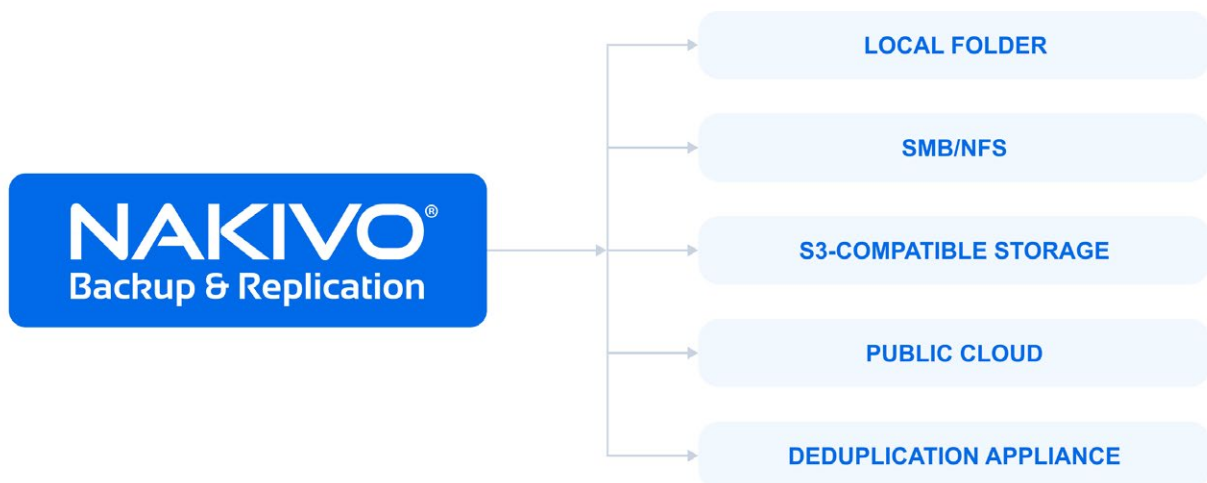 NAKIVO®
Backup & Replication
LOCAL FOLDER
SMB/NFS
S3-COMPATIBLE STORAGE
PUBLIC CLOUD
DEDUPLICATION APPLIANCE